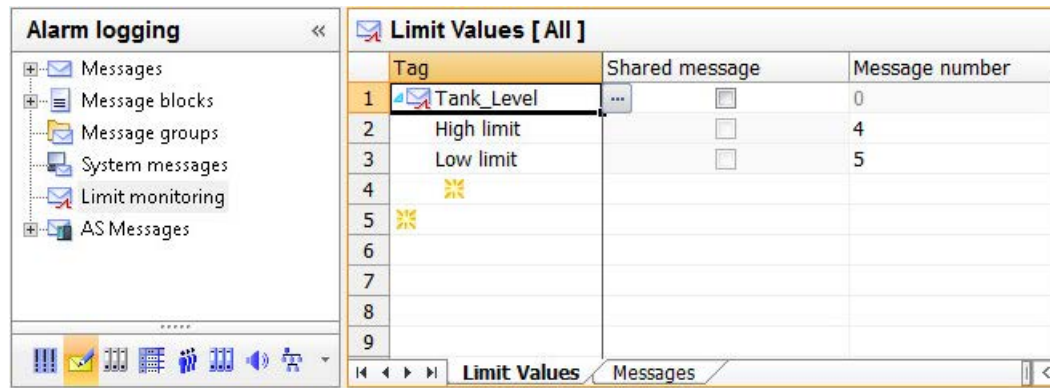 Alarm logging «
Messages
Message blocks
Message groups
System messages
Limit monitoring
AS Messages
Limit Values [ All ]
Tag Shared message Message number
1 Tank_Level ... 0
2 High limit 4
3 Low limit 5
4
5
6
7
8
9
Limit Values Messages